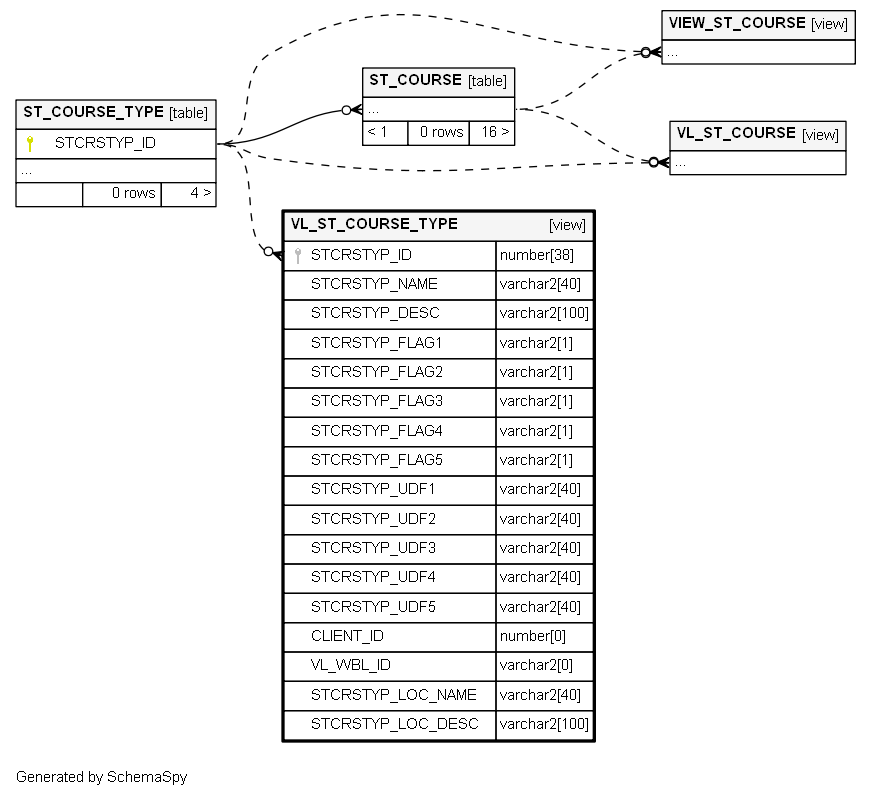 VIEW_ST_COURSE [view]
...
ST_COURSE [table]
...
< 1 0 rows 16 >
ST_COURSE_TYPE [table]
STCRSTYP_ID
...
0 rows 4 >
VL_ST_COURSE [view]
...
VL_ST_COURSE_TYPE [view]
STCRSTYP_ID number[38]
STCRSTYP_NAME varchar2[40]
STCRSTYP_DESC varchar2[100]
STCRSTYP_FLAG1 varchar2[1]
STCRSTYP_FLAG2 varchar2[1]
STCRSTYP_FLAG3 varchar2[1]
STCRSTYP_FLAG4 varchar2[1]
STCRSTYP_FLAG5 varchar2[1]
STCRSTYP_UDF1 varchar2[40]
STCRSTYP_UDF2 varchar2[40]
STCRSTYP_UDF3 varchar2[40]
STCRSTYP_UDF4 varchar2[40]
STCRSTYP_UDF5 varchar2[40]
CLIENT_ID number[0]
VL_WBL_ID varchar2[0]
STCRSTYP_LOC_NAME varchar2[40]
STCRSTYP_LOC_DESC varchar2[100]
Generated by SchemaSpy